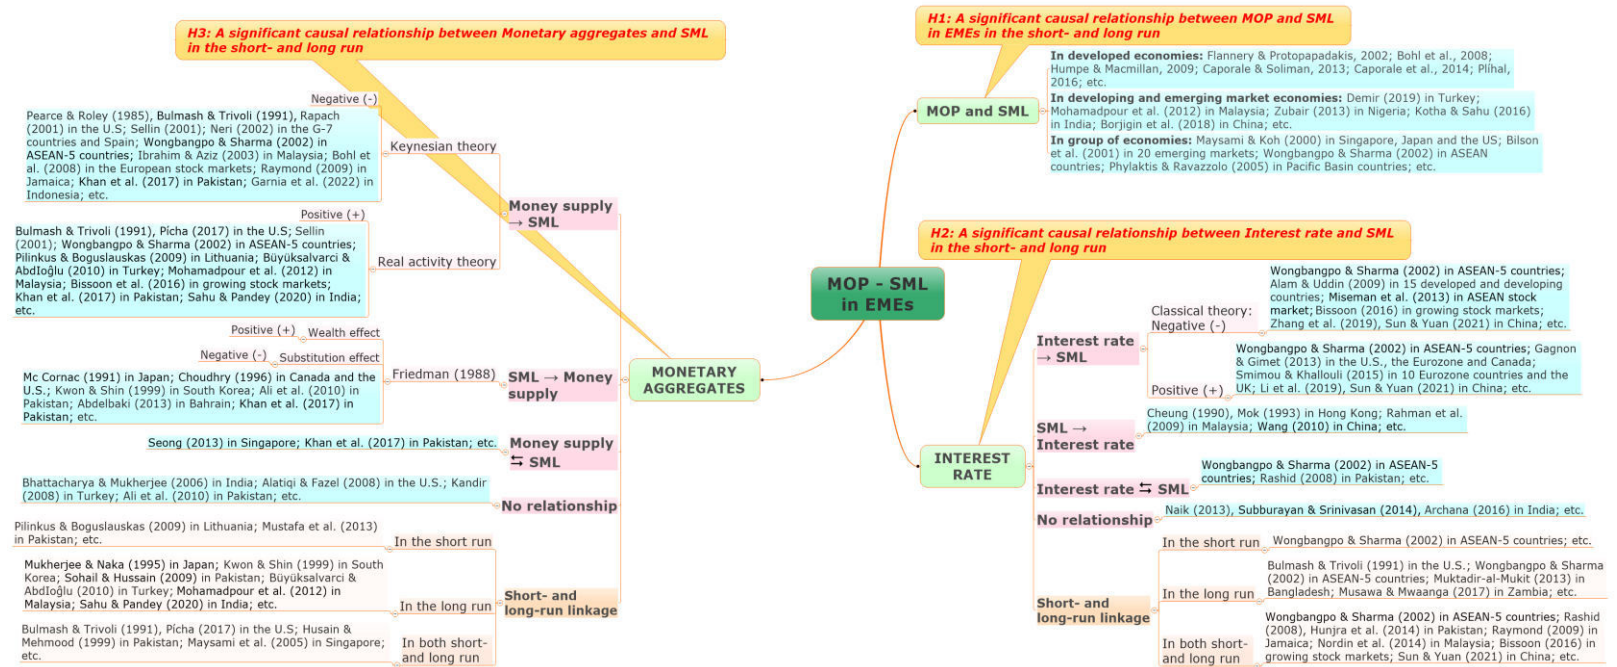 H3: A significant causal relationship between Monetary aggregates and SML
in the short- and long run
Negative (-)
Pearce & Roley (1985), Bulmash & Trivoli (1991), Rapach
(2001) in the U.S; Sellin (2001); Neri (2002) in the G-7
countries and Spain; Wongbangpo & Sharma (2002) in
ASEAN-5 countries; Ibrahim & Aziz (2003) in Malaysia; Bohl et
al. (2008) in the European stock markets; Raymond (2009) in
Jamaica; Khan et al. (2017) in Pakistan; Garnia et al. (2022) in
Indonesia; etc.
Keynesian theory
Money supply
→ SML
Positive (+)
Bulmash & Trivoli (1991), Pícha (2017) in the U.S; Sellin
(2001); Wongbangpo & Sharma (2002) in ASEAN-5 countries;
Pilinkus & Boguslauskas (2009) in Lithuania; Büyüksalvarci &
AbdIoğlu (2010) in Turkey; Mohamadpour et al. (2012) in
Malaysia; Bissoon et al. (2016) in growing stock markets;
Khan et al. (2017) in Pakistan; Sahu & Pandey (2020) in India;
etc.
Real activity theory
Positive (+)
Wealth effect
Negative (-)
Substitution effect
Mc Cornac (1991) in Japan; Choudhry (1996) in Canada and the
U.S.; Kwon & Shin (1999) in South Korea; Ali et al. (2010) in
Pakistan; Abdelbaki (2013) in Bahrain; Khan et al. (2017) in
Pakistan; etc.
Friedman (1988)
SML → Money
supply
MONETARY
AGGREGATES
Seong (2013) in Singapore; Khan et al. (2017) in Pakistan; etc.
Money supply
⇆ SML
Bhattacharya & Mukherjee (2006) in India; Alatiqi & Fazel (2008) in the U.S.; Kandir
(2008) in Turkey; Ali et al. (2010) in Pakistan; etc.
No relationship
Pilinkus & Boguslauskas (2009) in Lithuania; Mustafa et al. (2013)
in Pakistan; etc.
In the short run
Mukherjee & Naka (1995) in Japan; Kwon & Shin (1999) in South
Korea; Sohail & Hussain (2009) in Pakistan; Büyüksalvarci &
AbdIoğlu (2010) in Turkey; Mohamadpour et al. (2012) in
Malaysia; Sahu & Pandey (2020) in India; etc.
In the long run
Short- and
long-run linkage
Bulmash & Trivoli (1991), Pícha (2017) in the U.S; Husain &
Mehmood (1999) in Pakistan; Maysami et al. (2005) in Singapore;
etc.
In both short-
and long run
MOP - SML
in EMEs
H1: A significant causal relationship between MOP and SML
in EMEs in the short- and long run
MOP and SML
In developed economies: Flannery & Protopapadakis, 2002; Bohl et al., 2008;
Humpe & Macmillan, 2009; Caporale & Soliman, 2013; Caporale et al., 2014; Plíhal,
2016; etc.
In developing and emerging market economies: Demir (2019) in Turkey;
Mohamadpour et al. (2012) in Malaysia; Zubair (2013) in Nigeria; Kotha & Sahu (2016)
in India; Borjigin et al. (2018) in China; etc.
In group of economies: Maysami & Koh (2000) in Singapore, Japan and the US; Bilson
et al. (2001) in 20 emerging markets; Wongbangpo & Sharma (2002) in ASEAN
countries; Phylaktis & Ravazzolo (2005) in Pacific Basin countries; etc.
H2: A significant causal relationship between Interest rate and SML
in the short- and long run
INTEREST
RATE
Interest rate
→ SML
Classical theory:
Negative (-)
Wongbangpo & Sharma (2002) in ASEAN-5 countries;
Alam & Uddin (2009) in 15 developed and developing
countries; Miseman et al. (2013) in ASEAN stock
market; Bissoon (2016) in growing stock markets;
Zhang et al. (2019), Sun & Yuan (2021) in China; etc.
Positive (+)
Wongbangpo & Sharma (2002) in ASEAN-5 countries; Gagnon
& Gimet (2013) in the U.S., the Eurozone and Canada;
Smimou & Khallouli (2015) in 10 Eurozone countries and the
UK; Li et al. (2019), Sun & Yuan (2021) in China; etc.
SML →
Interest rate
Cheung (1990), Mok (1993) in Hong Kong; Rahman et al.
(2009) in Malaysia; Wang (2010) in China; etc.
Interest rate ⇆ SML
Wongbangpo & Sharma (2002) in ASEAN-5
countries; Rashid (2008) in Pakistan; etc.
No relationship
Naik (2013), Subburayan & Srinivasan (2014), Archana (2016) in India; etc.
Short- and
long-run linkage
In the short run
Wongbangpo & Sharma (2002) in ASEAN-5 countries; etc.
In the long run
Bulmash & Trivoli (1991) in the U.S.; Wongbangpo & Sharma
(2002) in ASEAN-5 countries; Muktadir-al-Mukit (2013) in
Bangladesh; Musawa & Mwaanga (2017) in Zambia; etc.
In both short-
and long run
Wongbangpo & Sharma (2002) in ASEAN-5 countries; Rashid
(2008), Hunjra et al. (2014) in Pakistan; Raymond (2009) in
Jamaica; Nordin et al. (2014) in Malaysia; Bissoon (2016) in
growing stock markets; Sun & Yuan (2021) in China; etc.